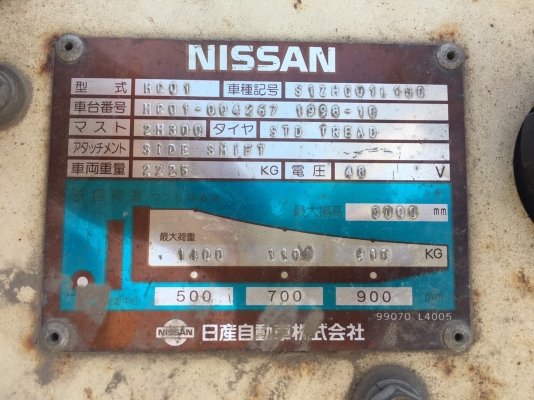 NISSAN
型式 HC01 車種記号
車台番号 HC01-004267 1998-10
マスト 2M300 タイヤ STD TREAD
アタッチメント SIDE SHIFT
車両重量 2225 KG 電圧 48 V
最大揚高 3000 mm
最大荷重
KG
500 700 900 mm
99070 L4005
NISSAN 日産自動車株式会社